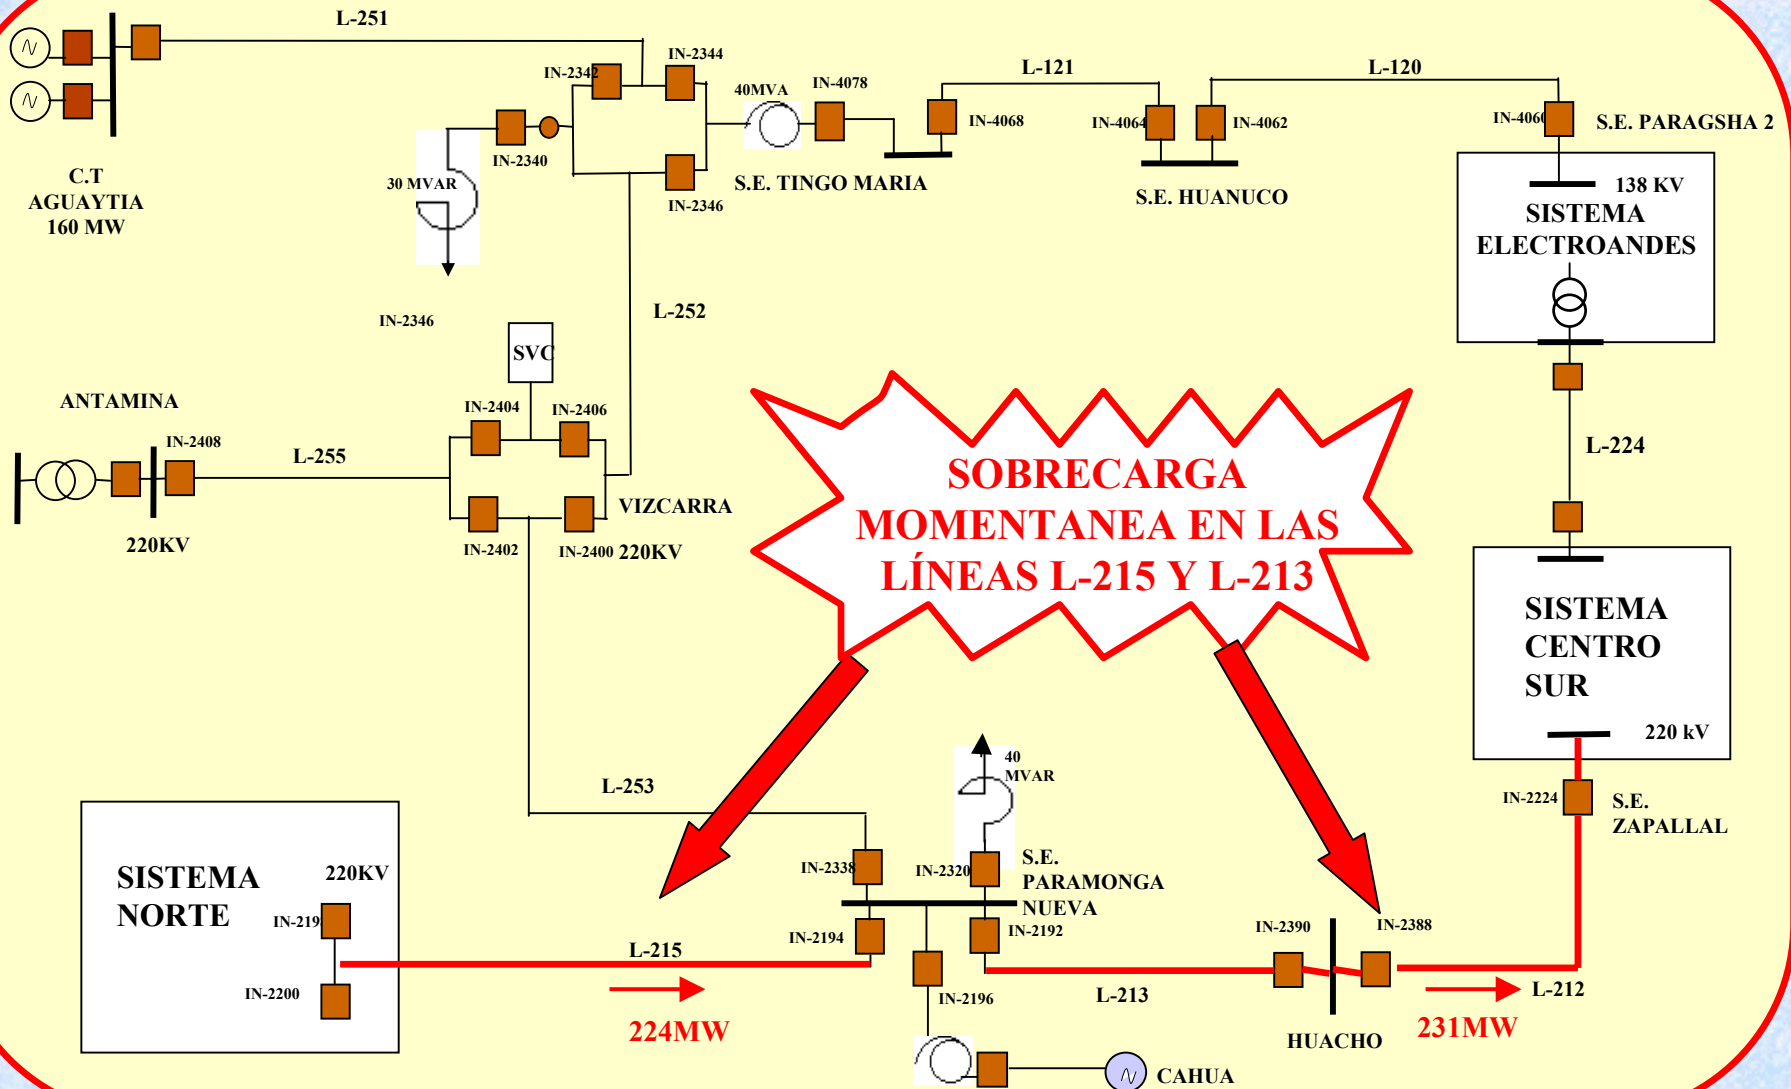 L-251
IN-2344
IN-2342
L-121
L-120
40MVA
IN-4078
IN-4068
IN-4064
IN-4062
IN-4060
S.E. PARAGSHA 2
IN-2340
C.T
AGUAYTIA
160 MW
30 MVAR
S.E. TINGO MARIA
IN-2346
S.E. HUANUCO
138 KV
SISTEMA
ELECTROANDES
L-252
IN-2346
SVC
ANTAMINA
IN-2404
IN-2406
IN-2408
L-255
L-224
VIZCARRA
220KV
IN-2402
IN-2400
220KV
SOBRECARGA
MOMENTANEA EN LAS
LÍNEAS L-215 Y L-213
SISTEMA
CENTRO
SUR
220 kV
40
MVAR
L-253
IN-2224
S.E.
ZAPALLAL
SISTEMA
NORTE
220KV
IN-2338
IN-2320
S.E.
PARAMONGA
NUEVA
IN-219
IN-2194
IN-2192
IN-2390
IN-2388
L-215
IN-2200
IN-2196
L-213
L-212
224MW
231MW
HUACHO
CAHUA